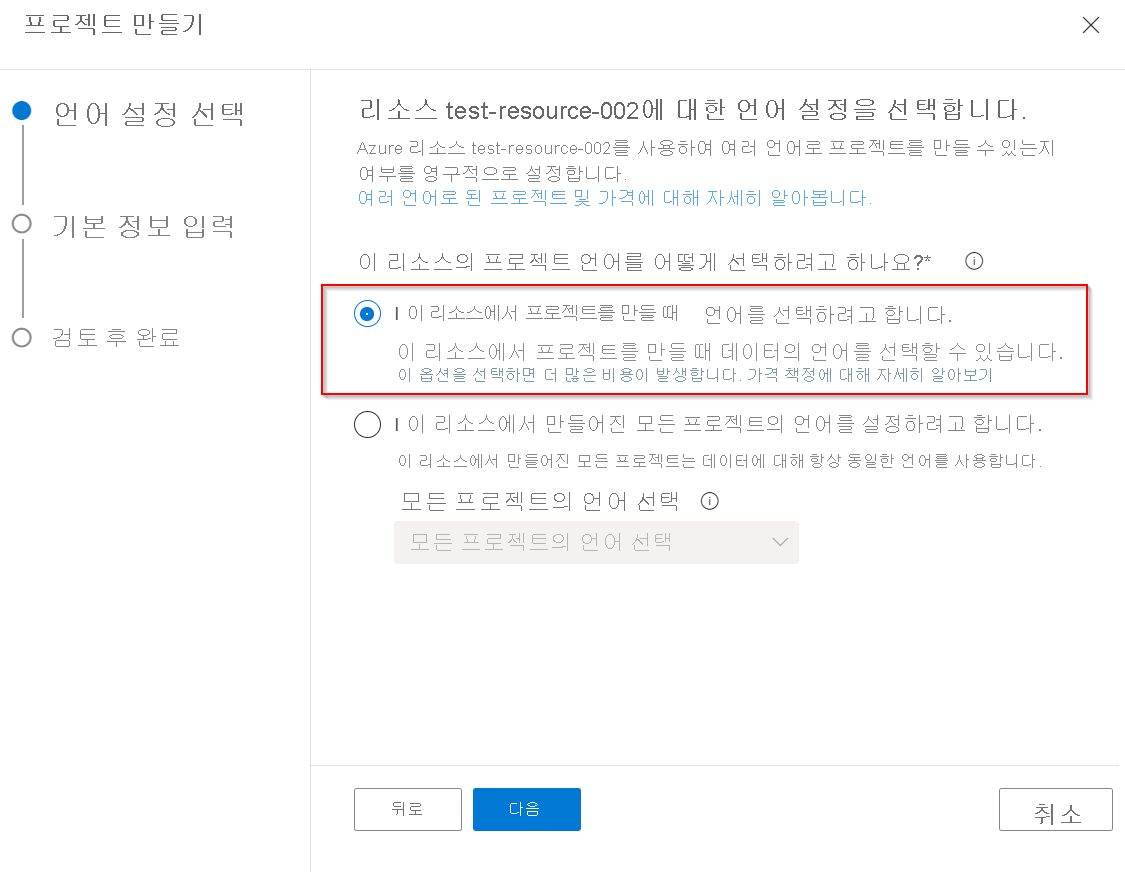 프로젝트 만들기
언어 설정 선택
기본 정보 입력
검토 후 완료
리소스 test-resource-002에 대한 언어 설정을 선택합니다.
Azure 리소스 test-resource-002를 사용하여 여러 언어로 프로젝트를 만들 수 있는지
여부를 영구적으로 설정합니다.
여러 언어로 된 프로젝트 및 가격에 대해 자세히 알아봅니다.
이 리소스의 프로젝트 언어를 어떻게 선택하려고 하나요?*
I 이 리소스에서 프로젝트를 만들 때 언어를 선택하려고 합니다.
이 리소스에서 프로젝트를 만들 때 데이터의 언어를 선택할 수 있습니다.
이 옵션을 선택하면 더 많은 비용이 발생합니다. 가격 책정에 대해 자세히 알아보기
I 이 리소스에서 만들어진 모든 프로젝트의 언어를 설정하려고 합니다.
이 리소스에서 만들어진 모든 프로젝트는 데이터에 대해 항상 동일한 언어를 사용합니다.
모든 프로젝트의 언어 선택
모든 프로젝트의 언어 선택
뒤로
다음
취소